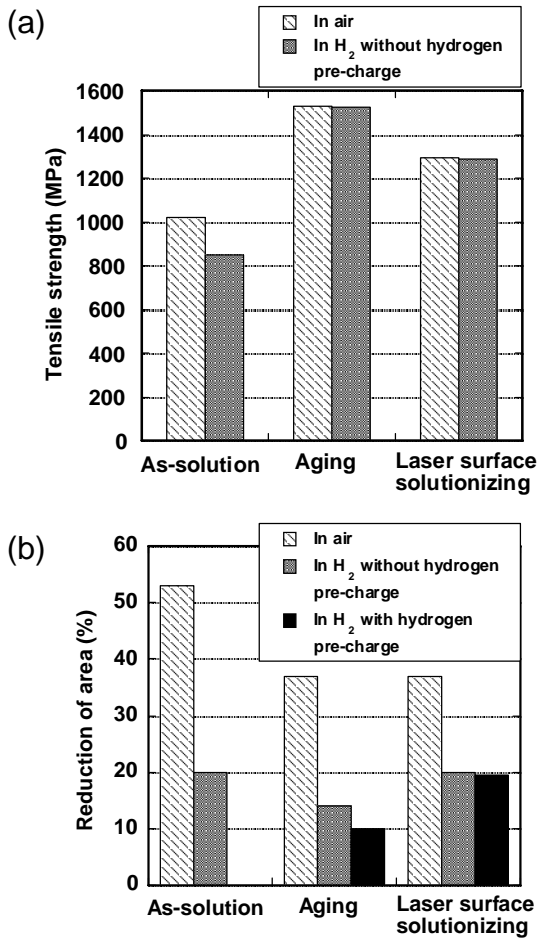 (a)
In air
In H2 without hydrogen
pre-charge
Tensile strength (MPa)
1600
1400
1200
1000
800
600
400
200
0
As-solution
Aging
Laser surface
solutionizing
(b)
In air
In H2 without hydrogen
pre-charge
In H2 with hydrogen
pre-charge
Reduction of area (%)
60
50
40
30
20
10
0
As-solution
Aging
Laser surface
solutionizing